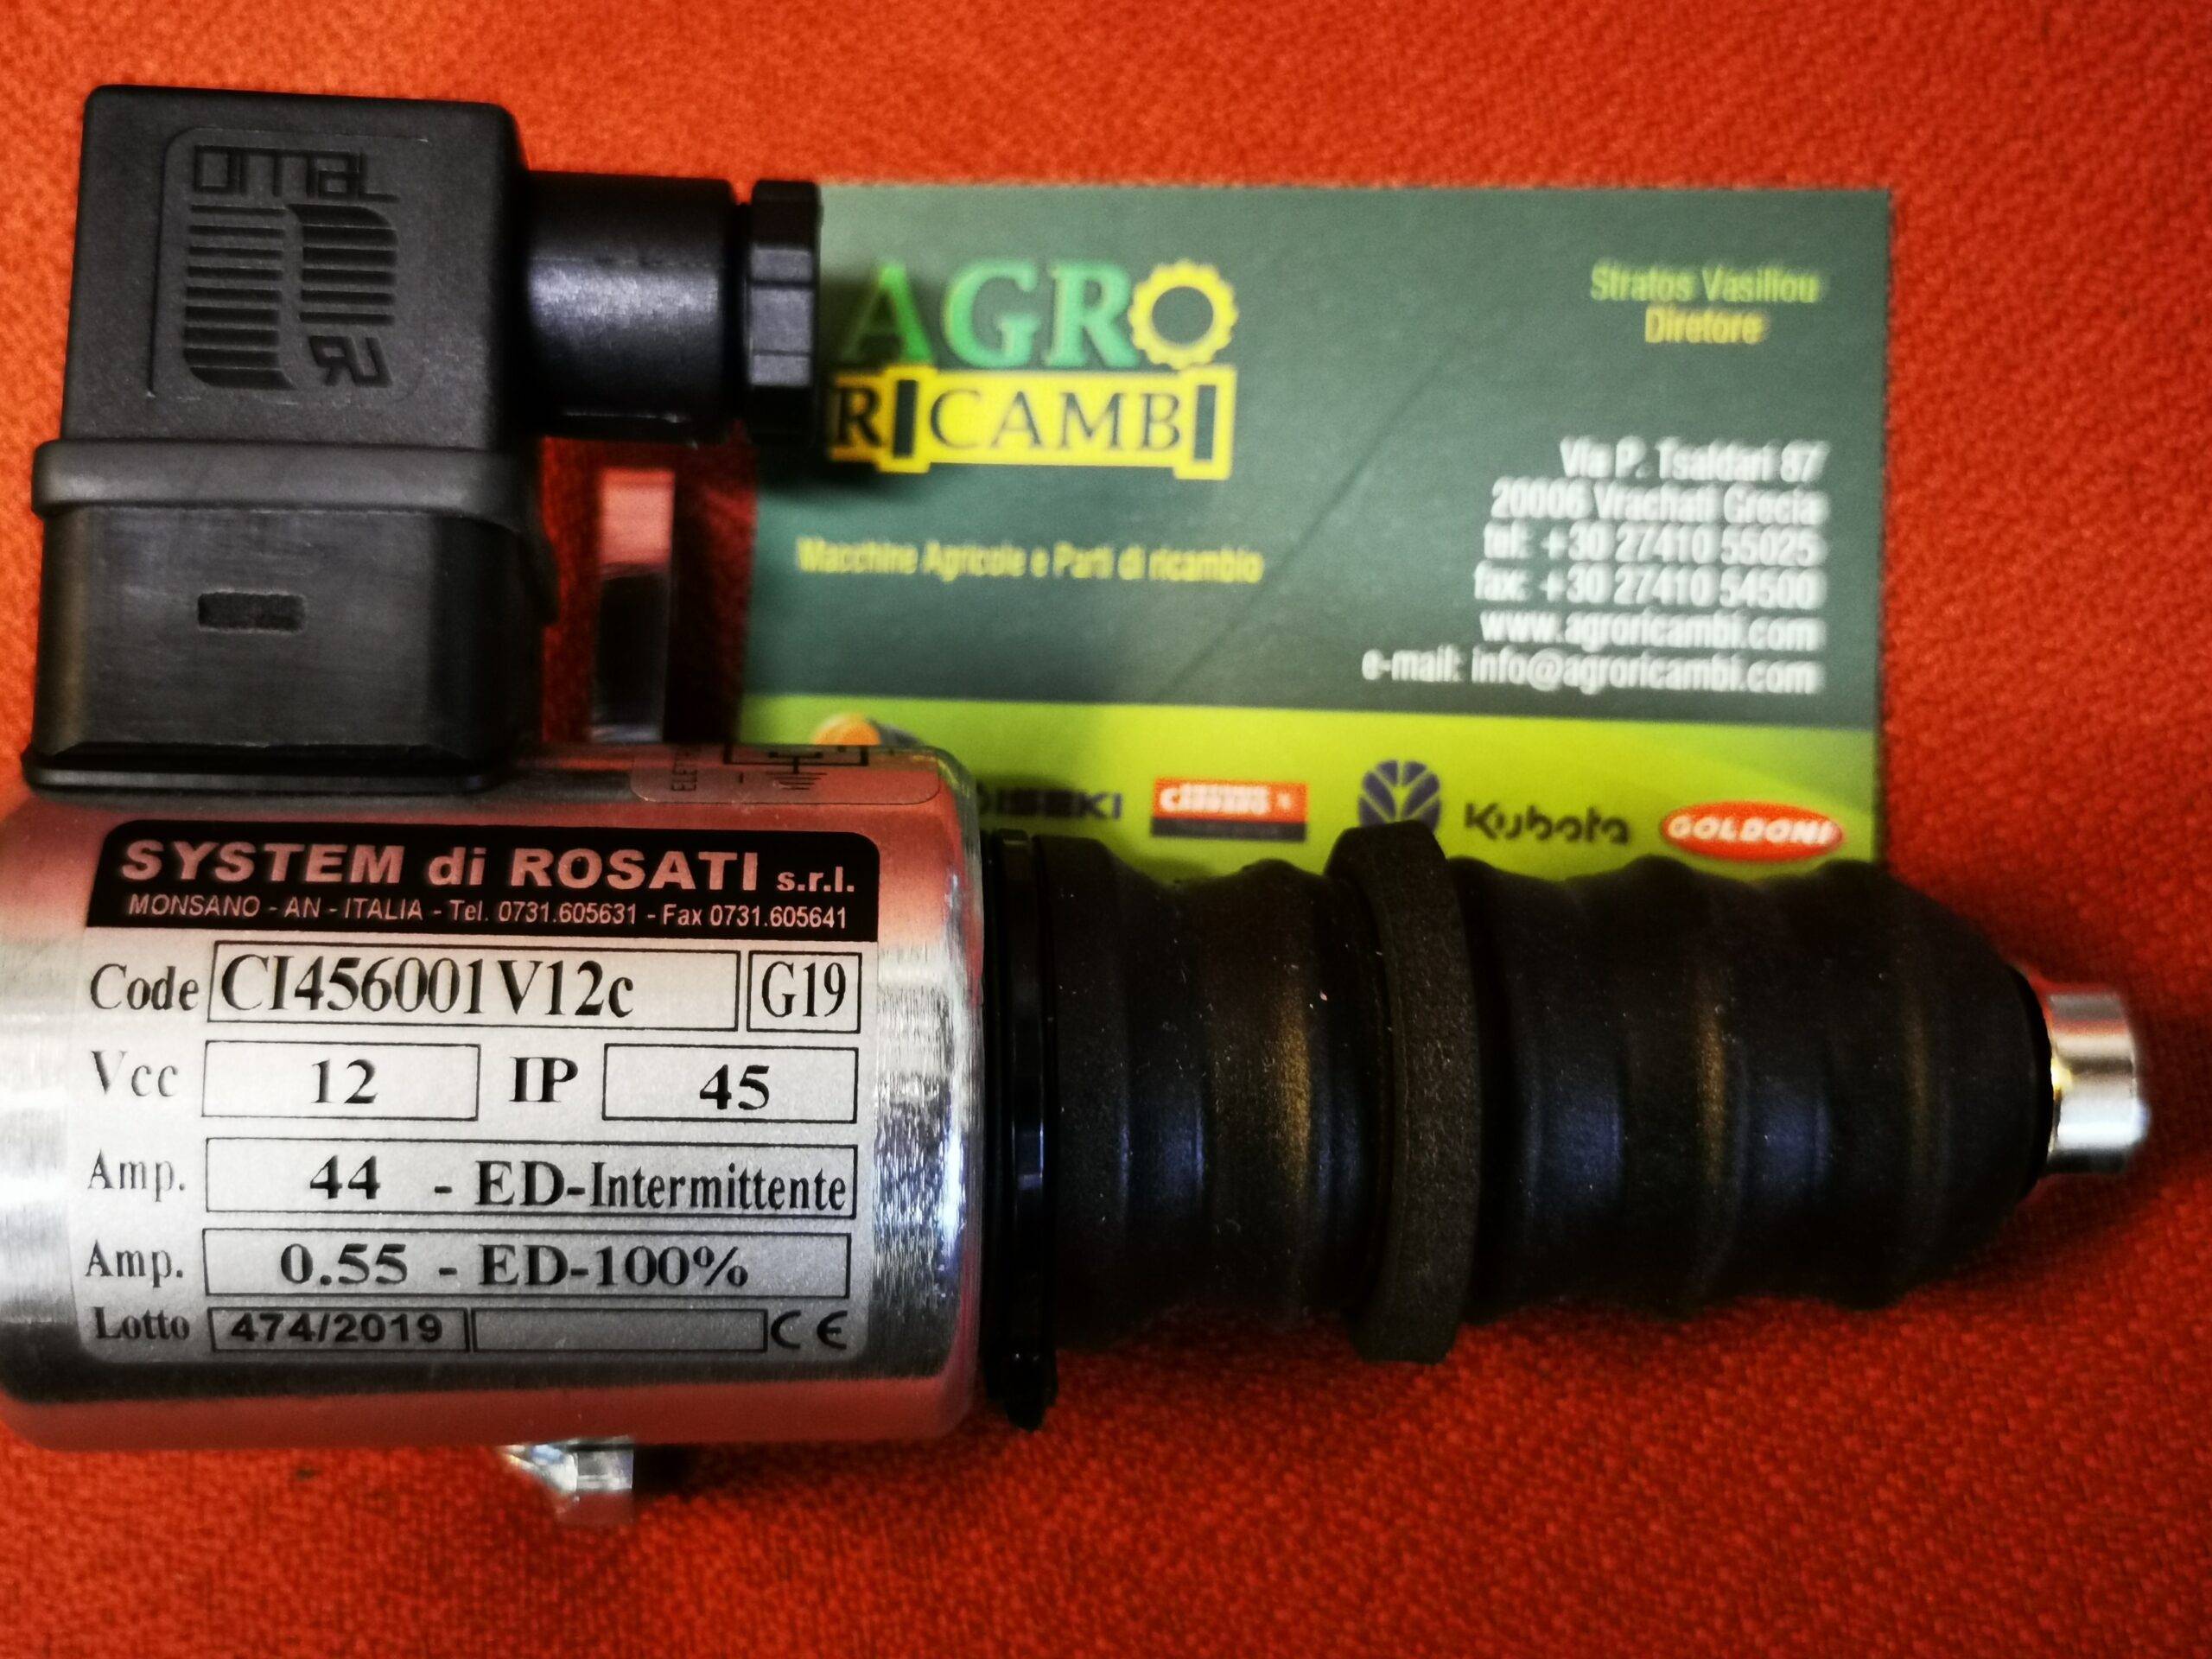 AGRO
RICAMBI
Macchine Agricole e Parti di ricambio
Stratos Vasiliou
Diretore
Via P. Tsaldari 87
20006 Vrachati Grecia
tel: +30 27410 55025
fax: +30 27410 54500
www.agroricambi.com
e-mail: info@agroricambi.com
ISEKI
Kubota
GOLDONI
SYSTEM di ROSATI s.r.l.
MONSANO - AN - ITALIA - Tel. 0731.605631 - Fax 0731.605641
Code CI456001V12c G19
Vcc 12 IP 45
Amp. 44 - ED-Intermittente
Amp. 0.55 - ED-100%
Lotto 474/2019 CE